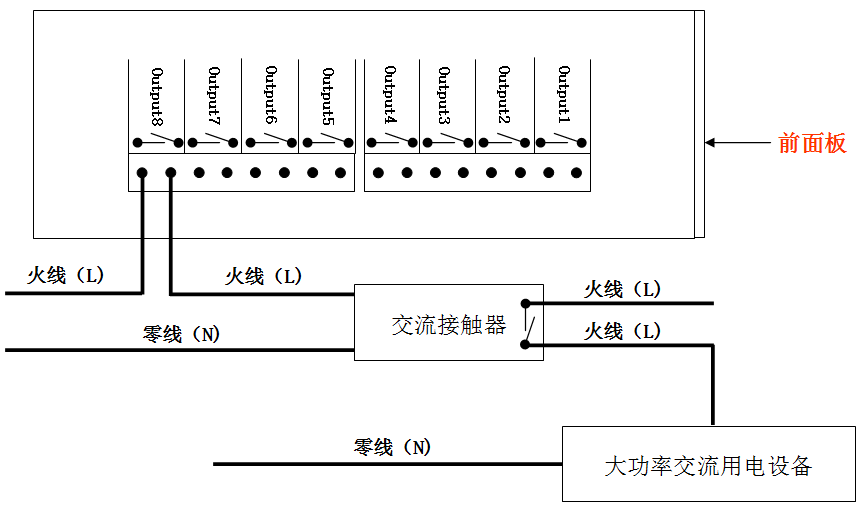 Output8
Output7
Output6
Output5
Output4
Output3
Output2
Output1
前面板
火线（L）
火线（L）
火线（L）
零线（N）
交流接触器
火线（L）
零线（N）
大功率交流用电设备